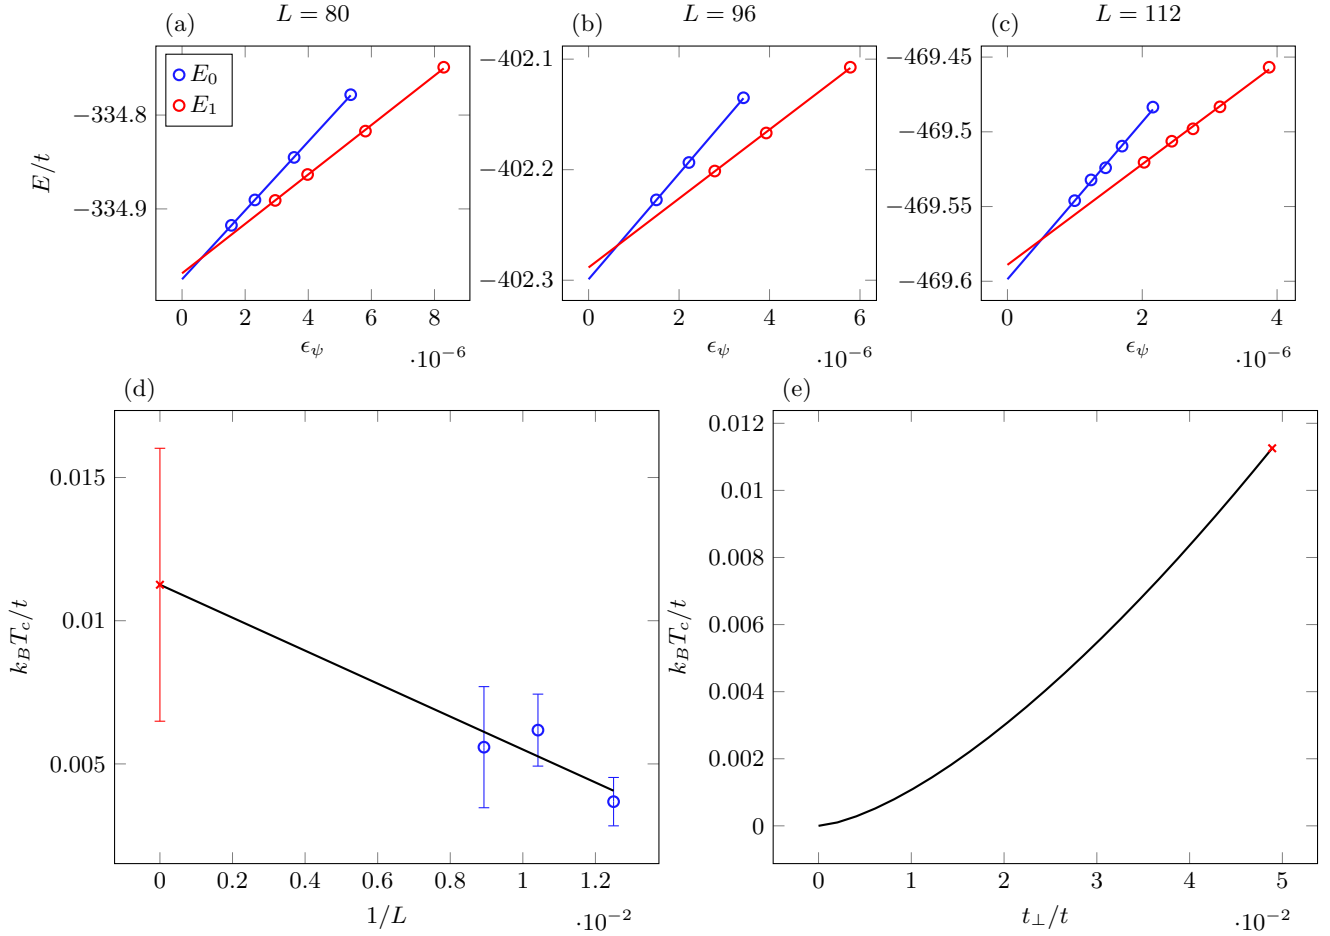 (a)
L = 80
(b)
L = 96
(c)
L = 112
E_0
E_1
E/t
−334.8
−334.9
0
2
4
6
8
ϵ_ψ
·10^−6
−402.1
−402.2
−402.3
0
2
4
6
ϵ_ψ
·10^−6
−469.45
−469.5
−469.55
−469.6
0
2
4
ϵ_ψ
·10^−6
(d)
k_BT_c/t
0.015
0.01
0.005
0
0.2
0.4
0.6
0.8
1
1.2
1/L
·10^−2
(e)
k_BT_c/t
0.012
0.01
0.008
0.006
0.004
0.002
0
0
1
2
3
4
5
t_⊥/t
·10^−2